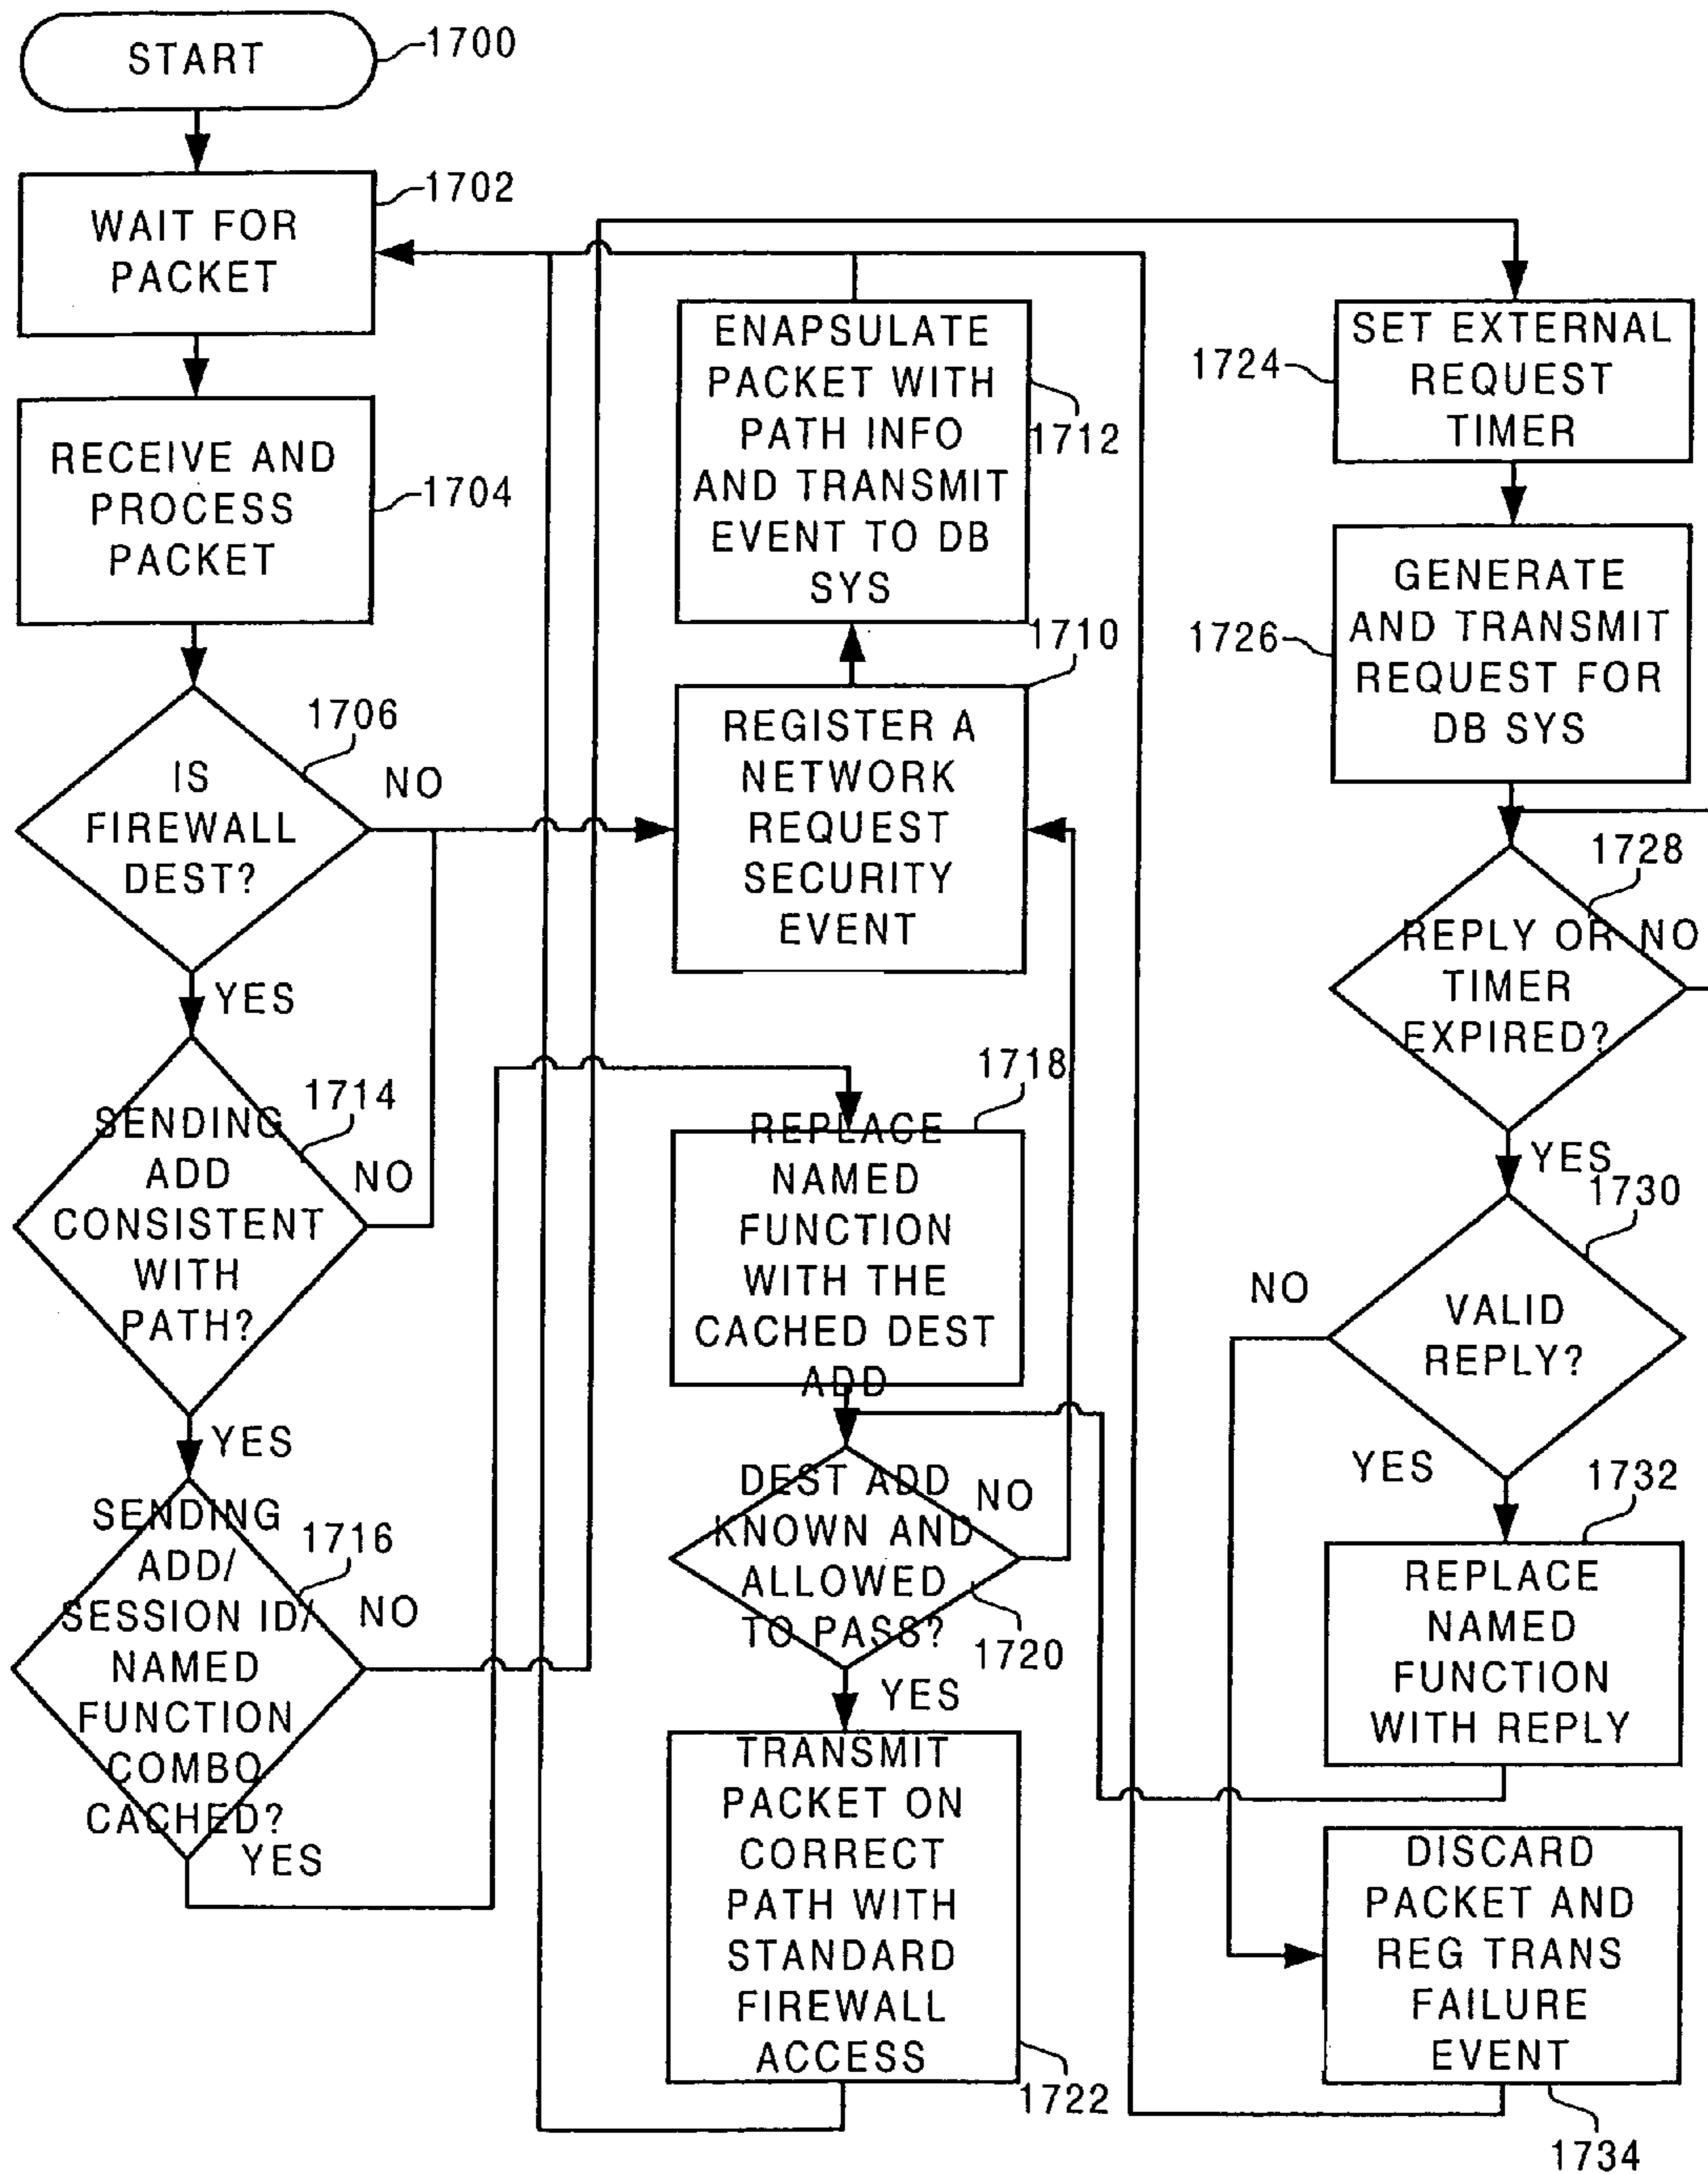 START
1700
WAIT FOR
PACKET
1702
RECEIVE AND
PROCESS
PACKET
1704
IS
FIREWALL
DEST?
1706
NO
YES
SENDING
ADD
CONSISTENT
WITH
PATH?
1714
NO
YES
SENDING
ADD/
SESSION ID/
NAMED
FUNCTION
COMBO
CACHED?
1716
NO
YES
ENAPSULATE
PACKET WITH
PATH INFO
AND TRANSMIT
EVENT TO DB
SYS
1712
1710
REGISTER A
NETWORK
REQUEST
SECURITY
EVENT
1718
REPLACE
NAMED
FUNCTION
WITH THE
CACHED DEST
ADD
DEST ADD
KNOWN AND
ALLOWED
TO PASS?
NO
1720
YES
TRANSMIT
PACKET ON
CORRECT
PATH WITH
STANDARD
FIREWALL
ACCESS
1722
SET EXTERNAL
REQUEST
TIMER
1724
GENERATE
AND TRANSMIT
REQUEST FOR
DB SYS
1726
1728
REPLY OR
TIMER
EXPIRED?
NO
YES
1730
VALID
REPLY?
NO
YES
1732
REPLACE
NAMED
FUNCTION
WITH REPLY
DISCARD
PACKET AND
REG TRANS
FAILURE
EVENT
1734